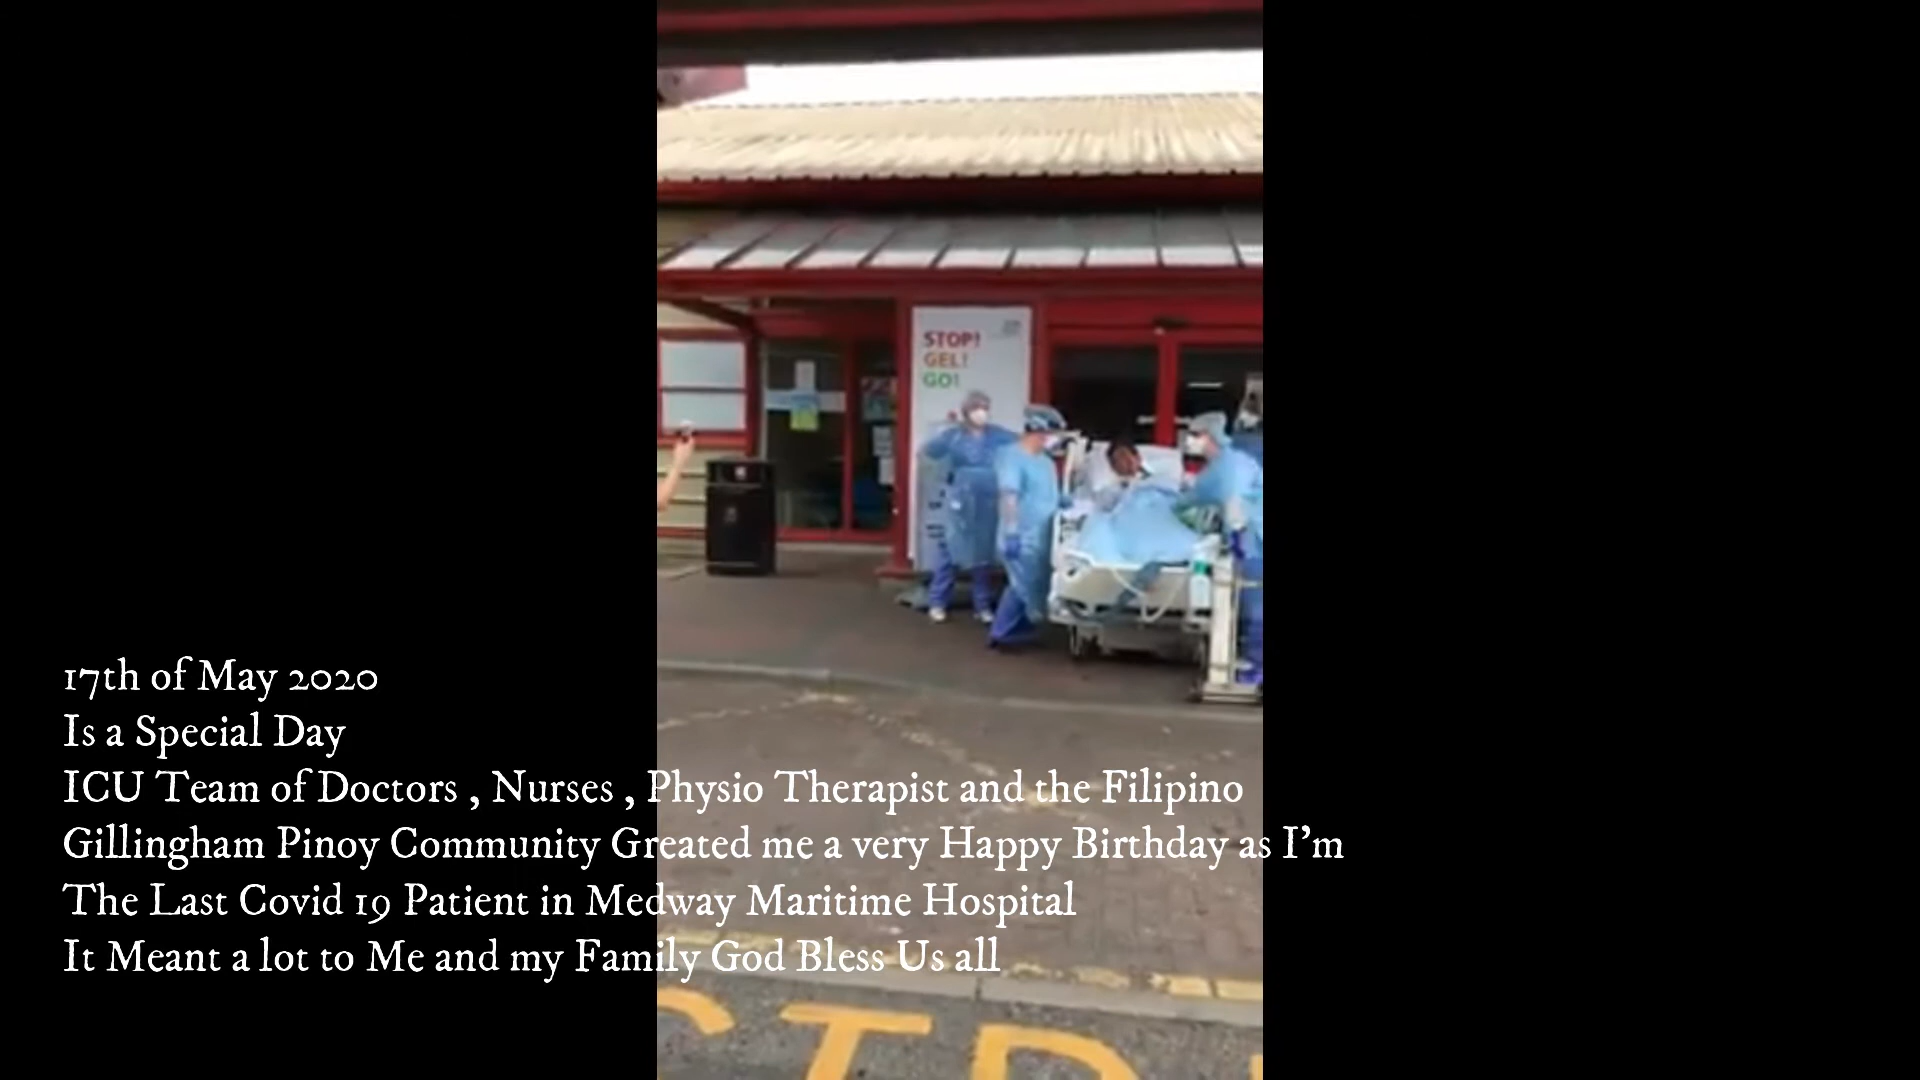 STOP!
GEL!
GO!
17th of May 2020
Is a Special Day
ICU Team of Doctors , Nurses , Physio Therapist and the Filipino
Gillingham Pinoy Community Greated me a very Happy Birthday as I'm
The Last Covid 19 Patient in Medway Maritime Hospital
It Meant a lot to Me and my Family God Bless Us all